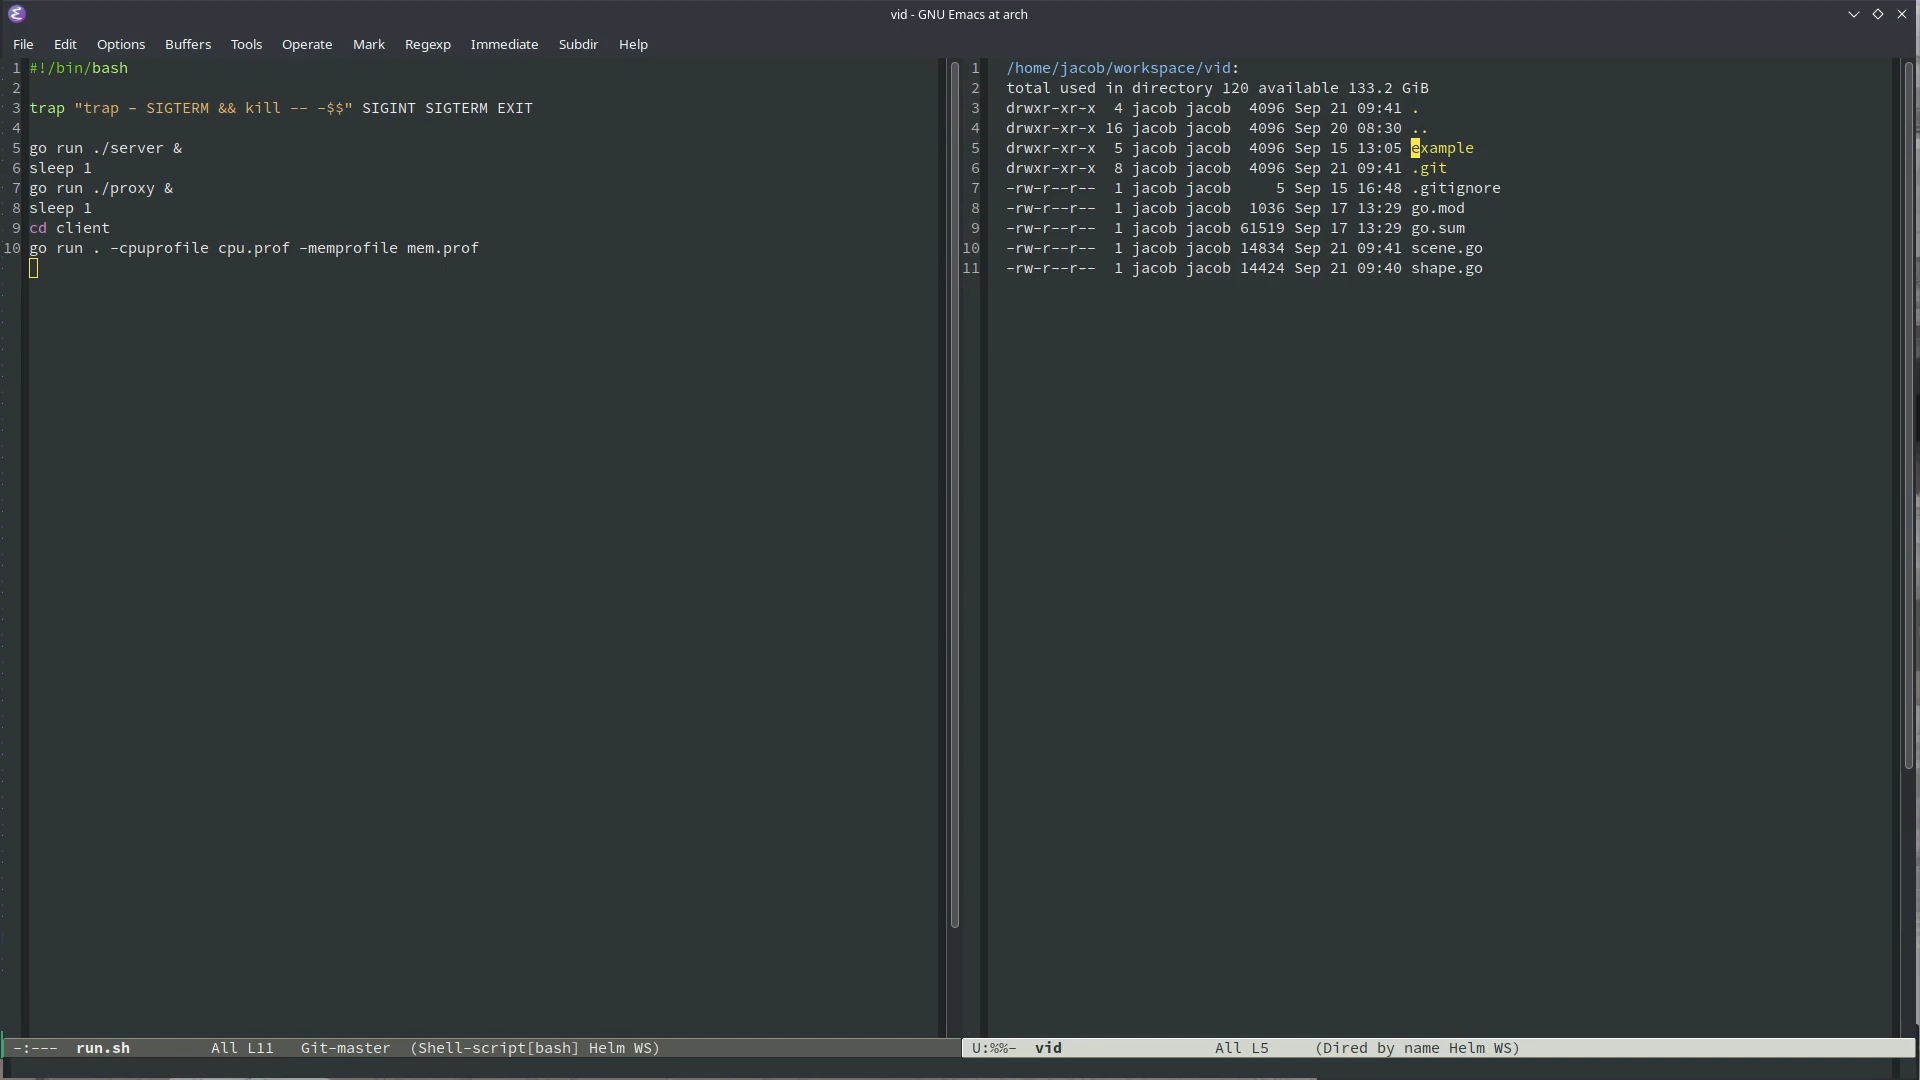 vid - GNU Emacs at arch
File Edit Options Buffers Tools Operate Mark Regexp Immediate Subdir Help
1 #!/bin/bash
2
3 trap "trap - SIGTERM && kill -- -$$" SIGINT SIGTERM EXIT
4
5 go run ./server &
6 sleep 1
7 go run ./proxy &
8 sleep 1
9 cd client
10 go run . -cpuprofile cpu.prof -memprofile mem.prof
-:--- run.sh All L11 Git-master (Shell-script[bash] Helm WS)
1 /home/jacob/workspace/vid:
2 total used in directory 120 available 133.2 GiB
3 drwxr-xr-x 4 jacob jacob 4096 Sep 21 09:41 .
4 drwxr-xr-x 16 jacob jacob 4096 Sep 20 08:30 ..
5 drwxr-xr-x 5 jacob jacob 4096 Sep 15 13:05 example
6 drwxr-xr-x 8 jacob jacob 4096 Sep 21 09:41 .git
7 -rw-r--r-- 1 jacob jacob 5 Sep 15 16:48 .gitignore
8 -rw-r--r-- 1 jacob jacob 1036 Sep 17 13:29 go.mod
9 -rw-r--r-- 1 jacob jacob 61519 Sep 17 13:29 go.sum
10 -rw-r--r-- 1 jacob jacob 14834 Sep 21 09:41 scene.go
11 -rw-r--r-- 1 jacob jacob 14424 Sep 21 09:40 shape.go
U:%%- vid All L5 (Dired by name Helm WS)